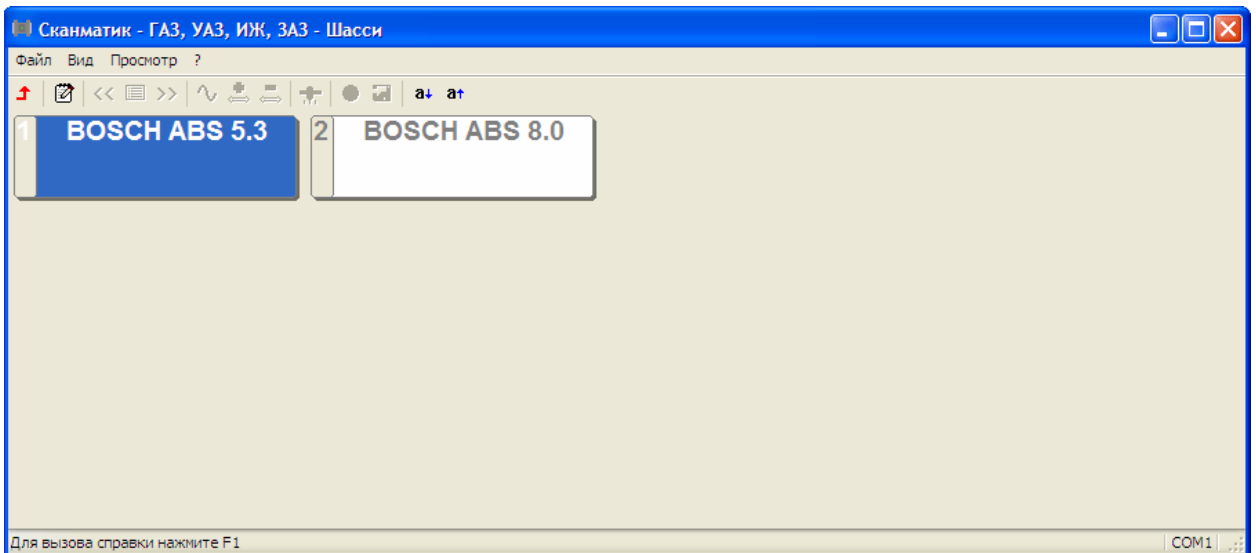 Сканматик - ГАЗ, УАЗ, ИЖ, ЗАЗ - Шасси
Файл Вид Просмотр ?
<< >> a a
1 BOSCH ABS 5.3 2 BOSCH ABS 8.0
Для вызова справки нажмите F1 COM1